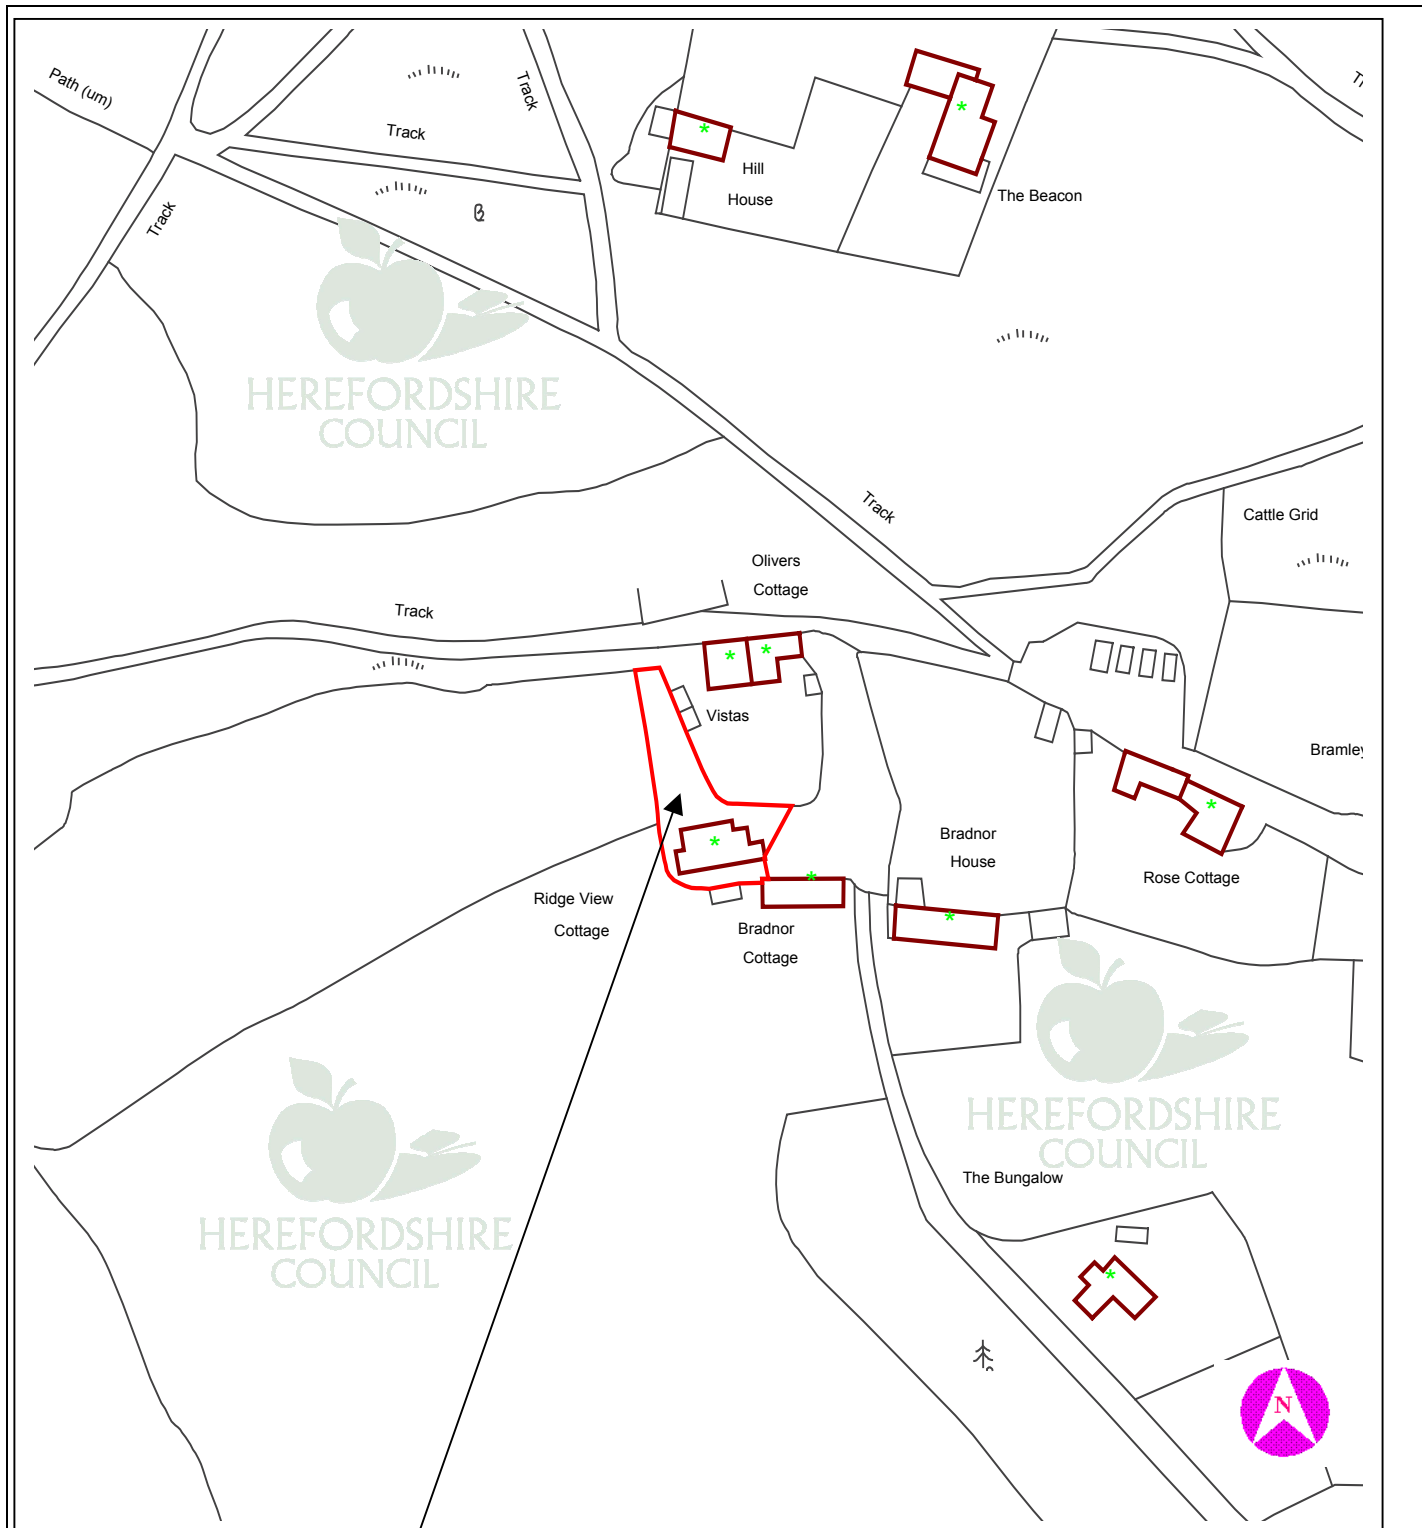 Path (um)
Track
Track
Track
Hill
House
The Beacon
HEREFORDSHIRE
COUNCIL
Track
Cattle Grid
Olivers
Cottage
Track
Vistas
Bramley
Bradnor
House
Rose Cottage
Ridge View
Cottage
Bradnor
Cottage
HEREFORDSHIRE
COUNCIL
The Bungalow
HEREFORDSHIRE
COUNCIL
N